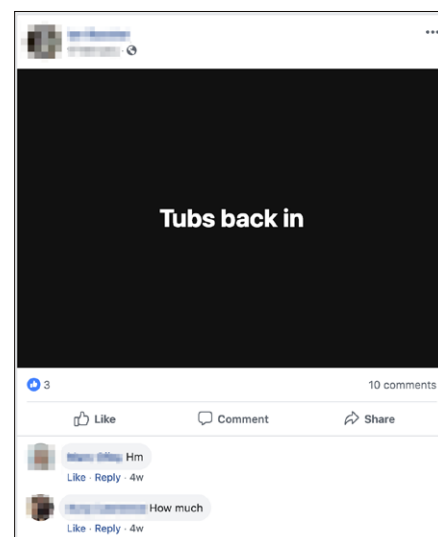 Tubs back in
3
10 comments
Like Comment Share
Hm
Like · Reply · 4w
How much
Like · Reply · 4w